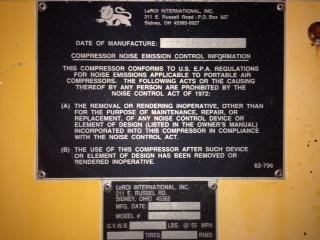 LeROI INTERNATIONAL, INC.
211 E. Russell Road - P.O. Box 927
Sidney, OH 45365-0927
DATE OF MANUFACTURE:
COMPRESSOR NOISE EMISSION CONTROL INFORMATION
THIS COMPRESSOR CONFORMS TO U.S. E.P.A. REGULATIONS
FOR NOISE EMISSIONS APPLICABLE TO PORTABLE AIR
COMPRESSORS. THE FOLLOWING ACTS OR THE CAUSING
THEREOF BY ANY PERSON ARE PROHIBITED BY THE
NOISE CONTROL ACT OF 1972:
(A) THE REMOVAL OR RENDERING INOPERATIVE, OTHER THAN
FOR THE PURPOSE OF MAINTENANCE, REPAIR, OR
REPLACEMENT, OF ANY NOISE CONTROL DEVICE OR
ELEMENT OF DESIGN (LISTED IN THE OWNER'S MANUAL)
INCORPORATED INTO THIS COMPRESSOR IN COMPLIANCE
WITH THE NOISE CONTROL ACT.
(B) THE USE OF THIS COMPRESSOR AFTER SUCH DEVICE
OR ELEMENT OF DESIGN HAS BEEN REMOVED OR
RENDERED INOPERATIVE.
62-796
LeROI INTERNATIONAL, INC.
211 E. RUSSEL RD.
SIDNEY, OHIO 45365
MFG. DATE
MODEL #
G.V.W.R. LBS. @ 55 MPH
TIRES RIMS